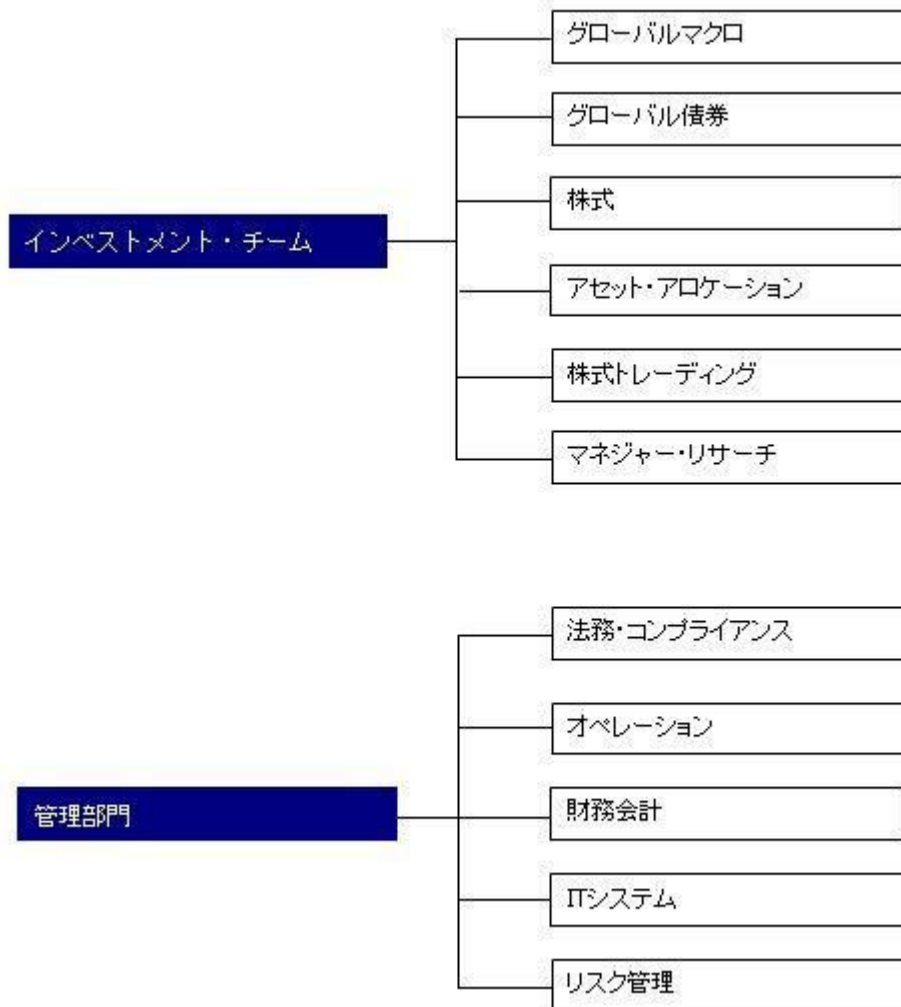 グローバルマクロ
グローバル債券
株式
インベストメント・チーム
アセット・アロケーション
株式トレーディング
マネジャー・リサーチ
法務・コンプライアンス
オペレーション
管理部門
財務会計
ITシステム
リスク管理